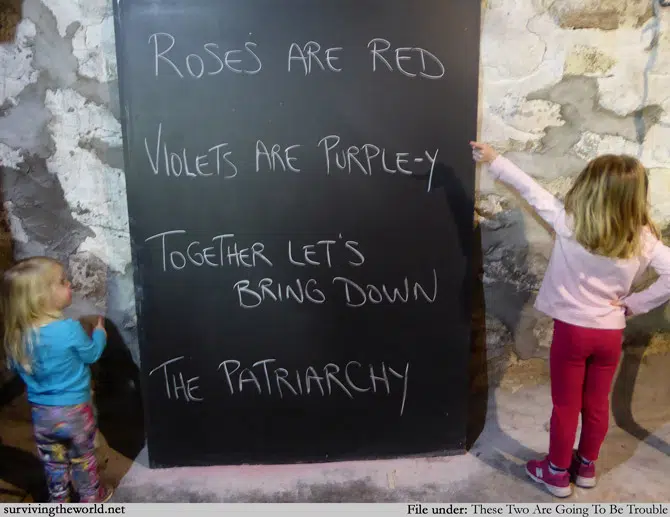 ROSES ARE RED
VIOLETS ARE PURPLE-Y
TOGETHER LET'S
BRING DOWN
THE PATRIARCHY
survivingtheworld.net
File under: These Two Are Going To Be Trouble